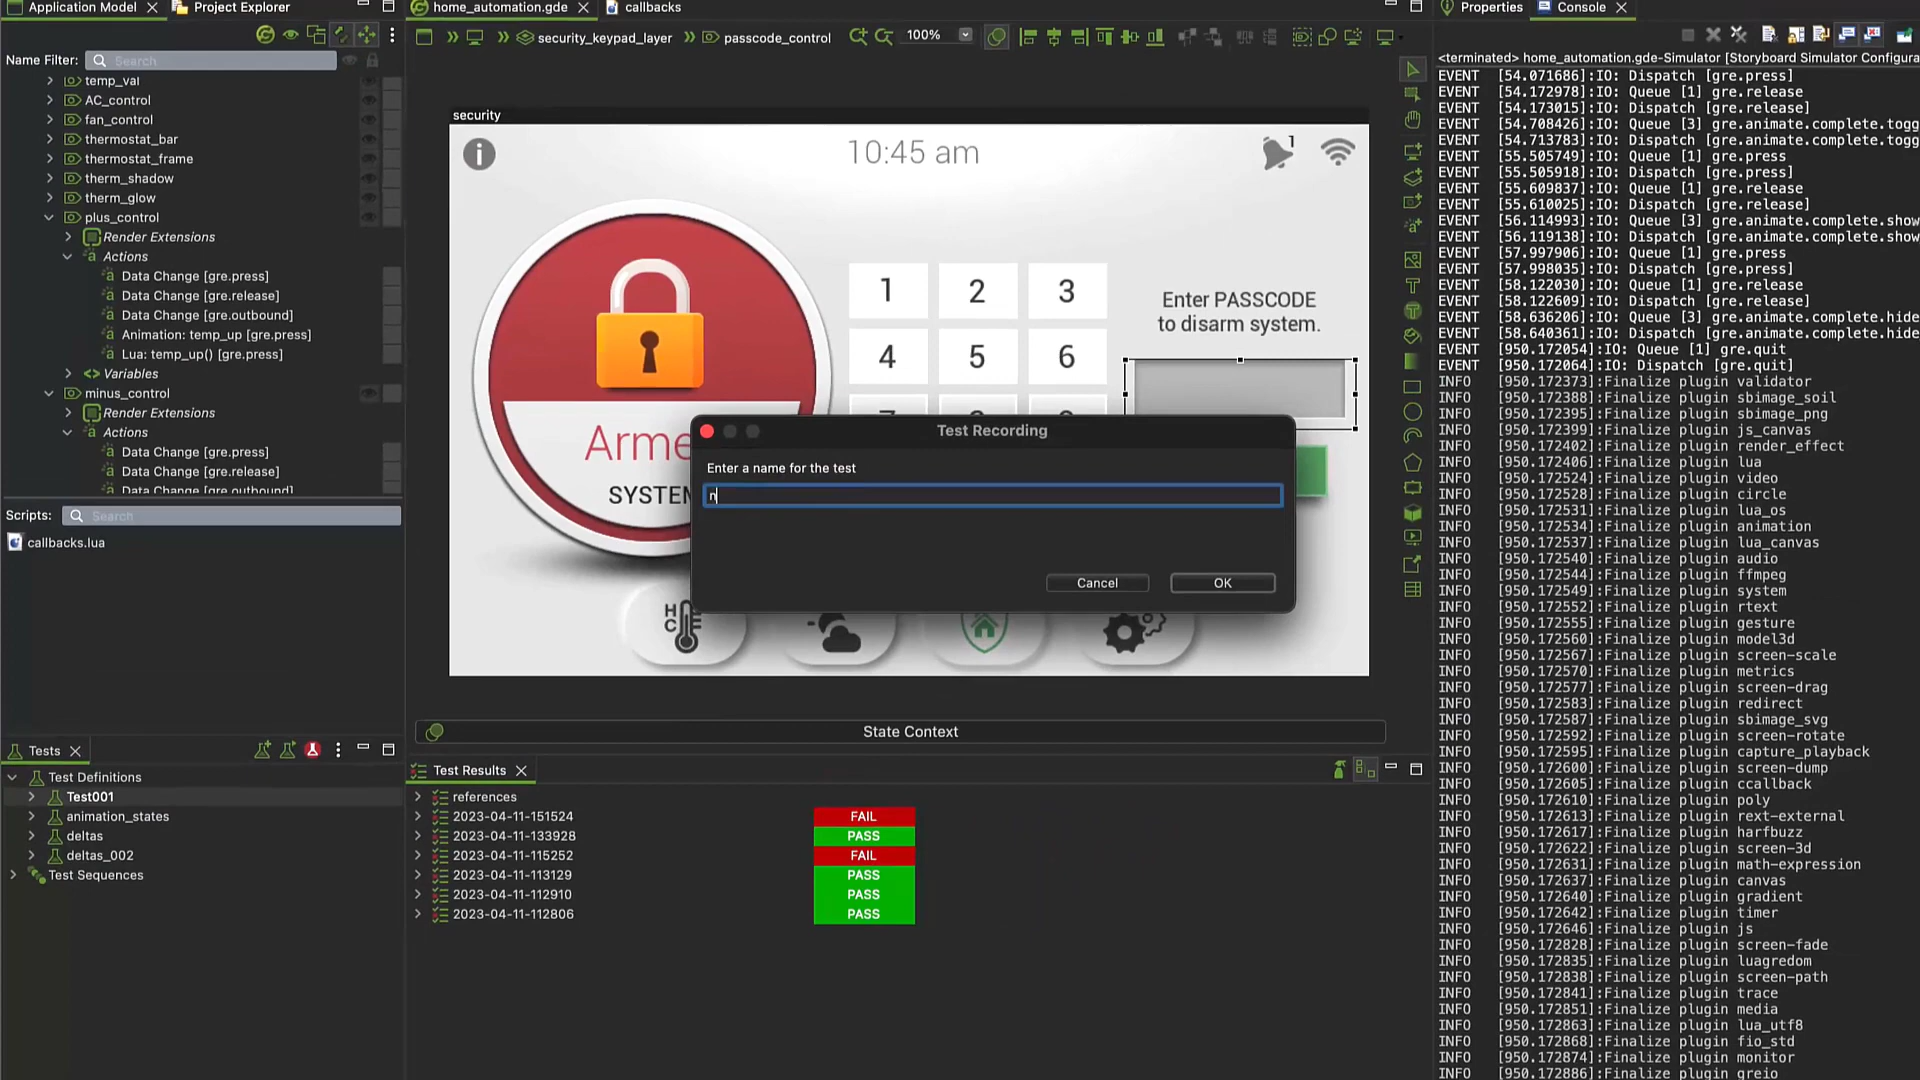 Application Model
Project Explorer
home_automation.gde
callbacks
Properties
Console
security_keypad_layer
passcode_control
100%
Name Filter:
Search
temp_val
AC_control
fan_control
thermostat_bar
thermostat_frame
therm_shadow
therm_glow
plus_control
Render Extensions
Actions
Data Change [gre.press]
Data Change [gre.release]
Data Change [gre.outbound]
Animation: temp_up [gre.press]
Lua: temp_up() [gre.press]
Variables
minus_control
Render Extensions
Actions
Data Change [gre.press]
Data Change [gre.release]
Data Change [gre.outbound]
Scripts:
Search
callbacks.lua
Tests
Test Definitions
Test001
animation_states
deltas
deltas_002
Test Sequences
security
10:45 am
1
1 2 3
4 5 6
Enter PASSCODE
to disarm system.
Arme
SYSTEM
H
C
Test Recording
Enter a name for the test
n
Cancel
OK
State Context
Test Results
references
2023-04-11-151524 FAIL
2023-04-11-133928 PASS
2023-04-11-115252 FAIL
2023-04-11-113129 PASS
2023-04-11-112910 PASS
2023-04-11-112806 PASS
<terminated> home_automation.gde-Simulator [Storyboard Simulator Configura
EVENT [54.071686]:IO: Dispatch [gre.press]
EVENT [54.172978]:IO: Queue [1] gre.release
EVENT [54.173015]:IO: Dispatch [gre.release]
EVENT [54.708426]:IO: Queue [3] gre.animate.complete.togg
EVENT [54.713783]:IO: Dispatch [gre.animate.complete.togg
EVENT [55.505749]:IO: Queue [1] gre.press
EVENT [55.505918]:IO: Dispatch [gre.press]
EVENT [55.609837]:IO: Queue [1] gre.release
EVENT [55.610025]:IO: Dispatch [gre.release]
EVENT [56.114993]:IO: Queue [3] gre.animate.complete.show
EVENT [56.119138]:IO: Dispatch [gre.animate.complete.show
EVENT [57.997906]:IO: Queue [1] gre.press
EVENT [57.998035]:IO: Dispatch [gre.press]
EVENT [58.122030]:IO: Queue [1] gre.release
EVENT [58.122609]:IO: Dispatch [gre.release]
EVENT [58.636206]:IO: Queue [3] gre.animate.complete.hide
EVENT [58.640361]:IO: Dispatch [gre.animate.complete.hide
EVENT [950.172054]:IO: Queue [1] gre.quit
EVENT [950.172064]:IO: Dispatch [gre.quit]
INFO [950.172373]:Finalize plugin validator
INFO [950.172388]:Finalize plugin sbimage_soil
INFO [950.172395]:Finalize plugin sbimage_png
INFO [950.172399]:Finalize plugin js_canvas
INFO [950.172402]:Finalize plugin render_effect
INFO [950.172406]:Finalize plugin lua
INFO [950.172524]:Finalize plugin video
INFO [950.172528]:Finalize plugin circle
INFO [950.172531]:Finalize plugin lua_os
INFO [950.172534]:Finalize plugin animation
INFO [950.172537]:Finalize plugin lua_canvas
INFO [950.172540]:Finalize plugin audio
INFO [950.172544]:Finalize plugin ffmpeg
INFO [950.172549]:Finalize plugin system
INFO [950.172552]:Finalize plugin rtext
INFO [950.172555]:Finalize plugin gesture
INFO [950.172560]:Finalize plugin model3d
INFO [950.172567]:Finalize plugin screen-scale
INFO [950.172570]:Finalize plugin metrics
INFO [950.172577]:Finalize plugin screen-drag
INFO [950.172583]:Finalize plugin redirect
INFO [950.172587]:Finalize plugin sbimage_svg
INFO [950.172592]:Finalize plugin screen-rotate
INFO [950.172595]:Finalize plugin capture_playback
INFO [950.172600]:Finalize plugin screen-dump
INFO [950.172605]:Finalize plugin ccallback
INFO [950.172610]:Finalize plugin poly
INFO [950.172613]:Finalize plugin rext-external
INFO [950.172617]:Finalize plugin harfbuzz
INFO [950.172622]:Finalize plugin screen-3d
INFO [950.172631]:Finalize plugin math-expression
INFO [950.172637]:Finalize plugin canvas
INFO [950.172640]:Finalize plugin gradient
INFO [950.172642]:Finalize plugin timer
INFO [950.172646]:Finalize plugin js
INFO [950.172828]:Finalize plugin screen-fade
INFO [950.172835]:Finalize plugin luagredom
INFO [950.172838]:Finalize plugin screen-path
INFO [950.172841]:Finalize plugin trace
INFO [950.172851]:Finalize plugin media
INFO [950.172863]:Finalize plugin lua_utf8
INFO [950.172868]:Finalize plugin fio_std
INFO [950.172874]:Finalize plugin monitor
INFO [950.172886]:Finalize plugin greio